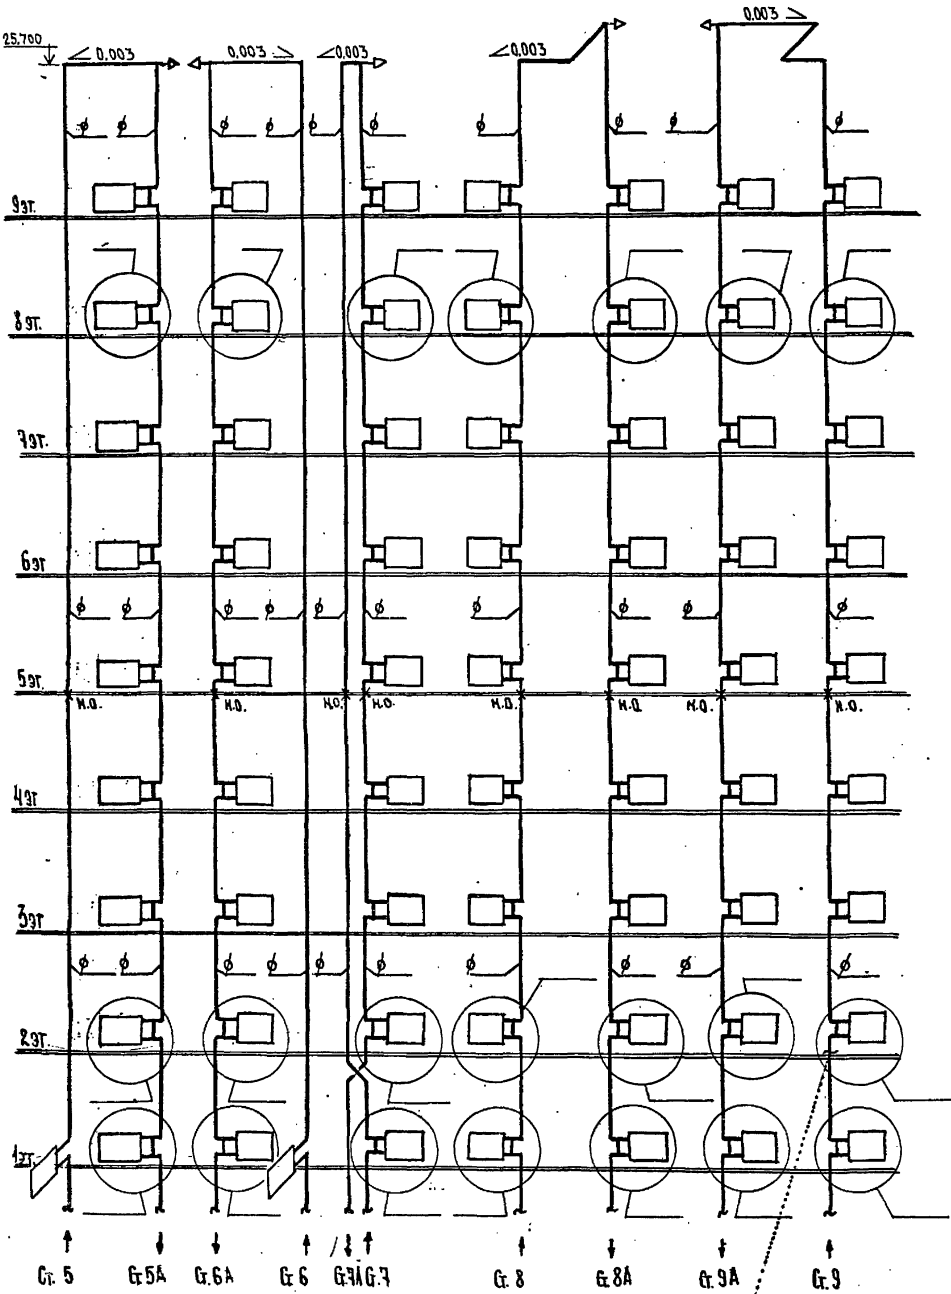 0.003
25.700
0.003 0.003 0.003 0.003
ф ф ф ф ф ф ф ф ф ф
9эт.
8эт.
7эт.
6эт
ф ф ф ф ф ф ф ф ф ф
5эт.
н.о. н.о. н.о. н.о. н.о. н.о. н.о. н.о.
4эт
3эт
ф ф ф ф ф ф ф ф ф ф
2эт
1эт
Ст. 5 Ст.5А Ст.6А Ст.6 Ст.7А Ст.7 Ст.8 Ст.8А Ст.9А Ст.9